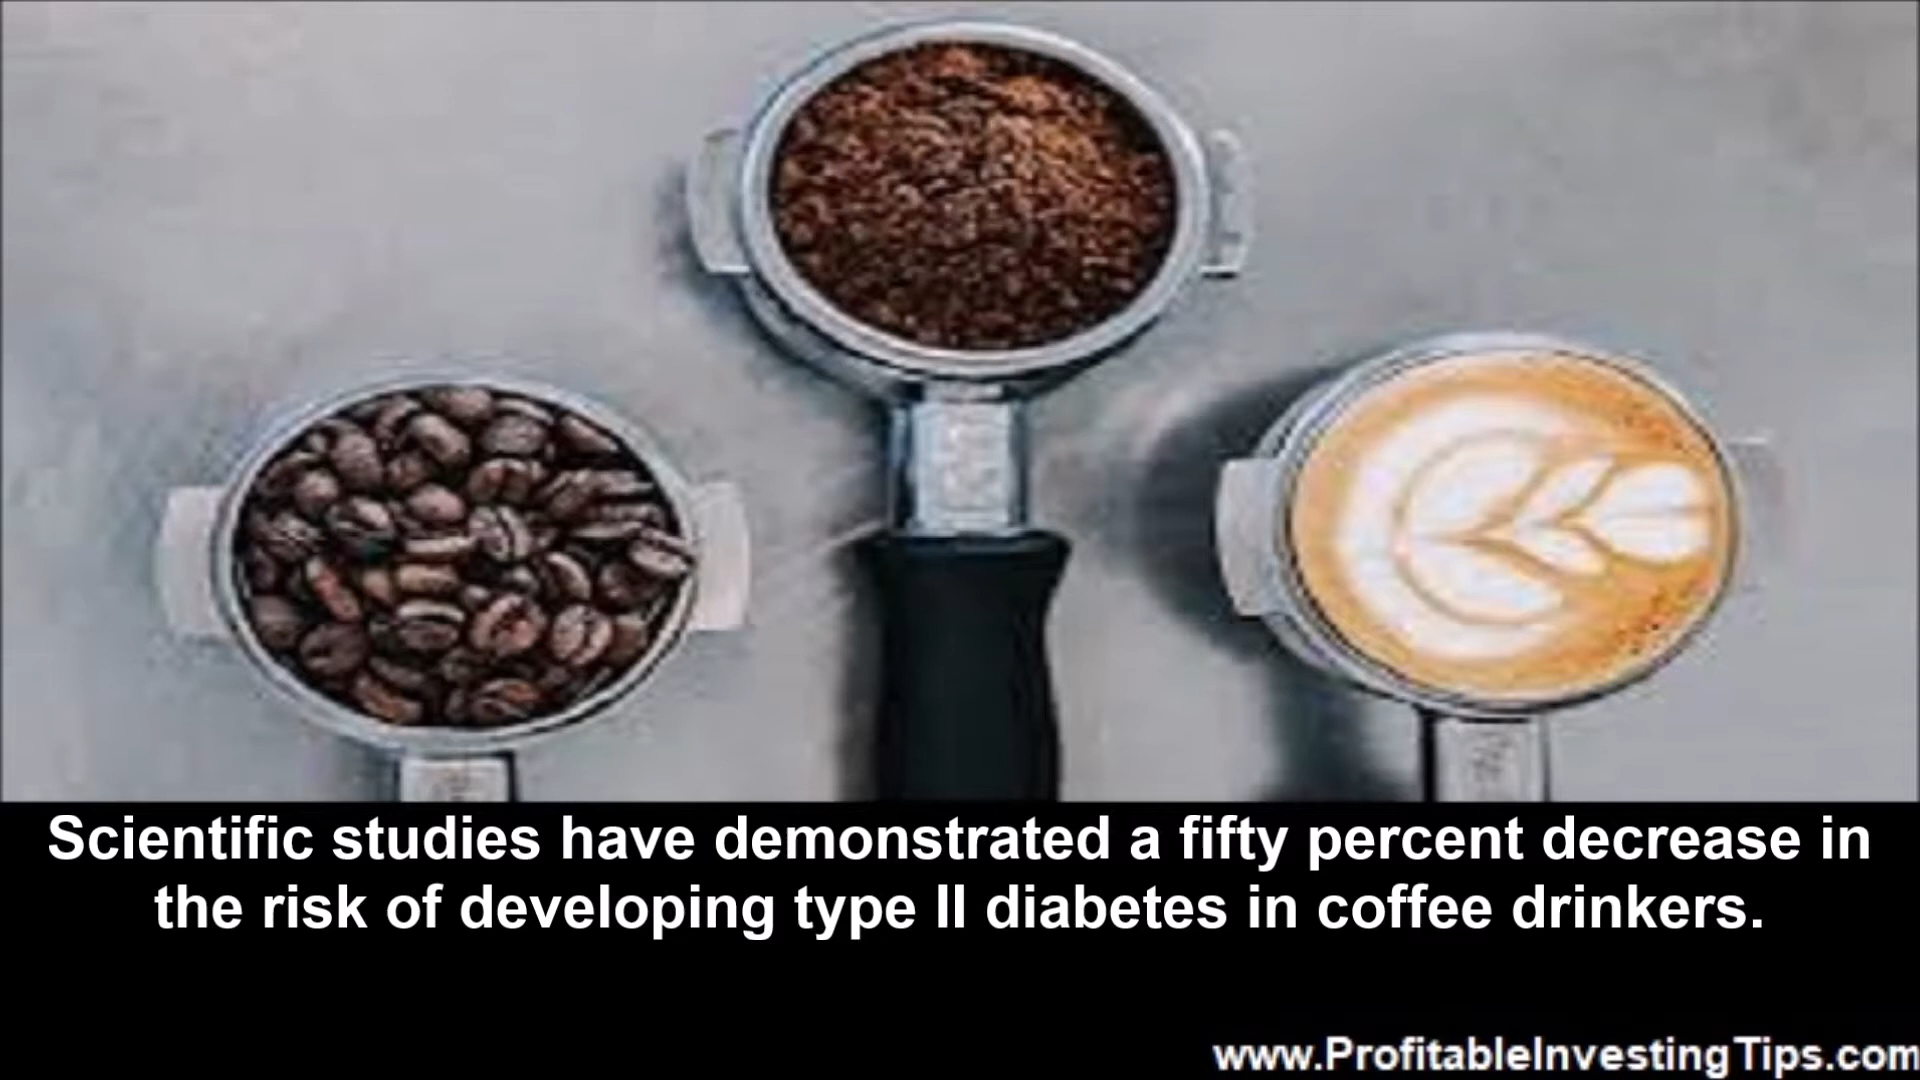 Scientific studies have demonstrated a fifty percent decrease in
the risk of developing type II diabetes in coffee drinkers.
www.ProfitableInvestingTips.com